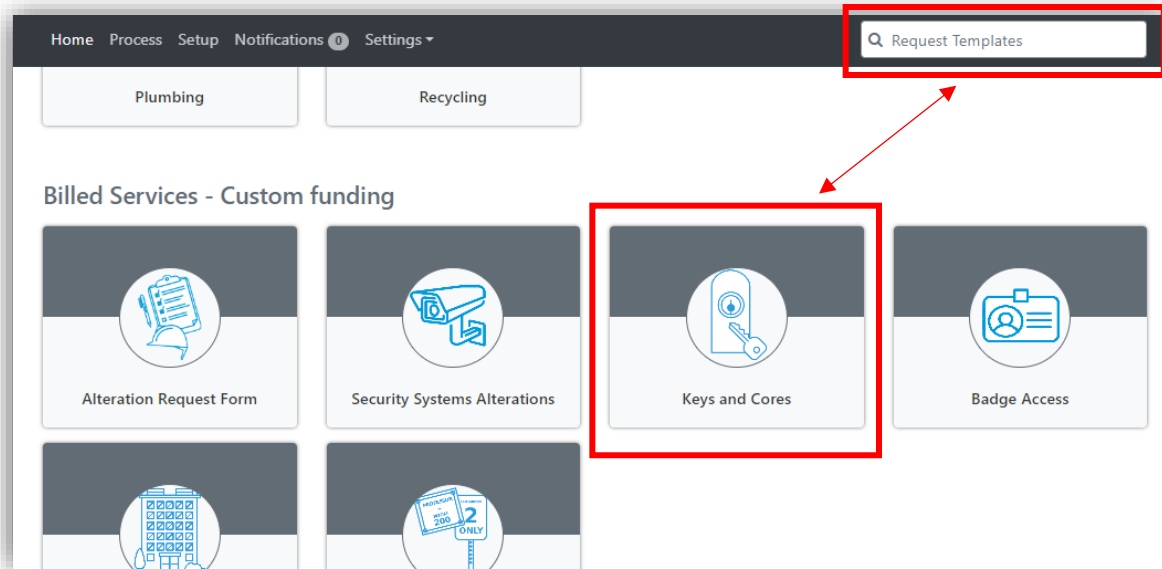 Home Process Setup Notifications 0 Settings
Request Templates
Plumbing
Recycling
Billed Services - Custom funding
Alteration Request Form
Security Systems Alterations
Keys and Cores
Badge Access
200
2
ONLY